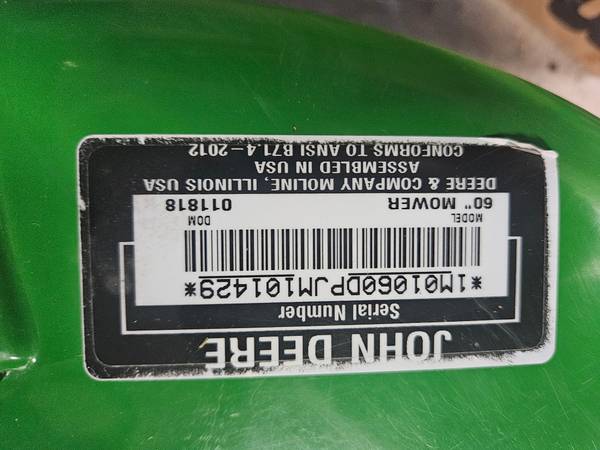 JOHN DEERE
Serial Number
*1M01060DPJM101429*
MODEL DOM
60" MOWER 011818
DEERE & COMPANY MOLINE, ILLINOIS USA
ASSEMBLED IN USA
CONFORMS TO ANSI B71.4–2012